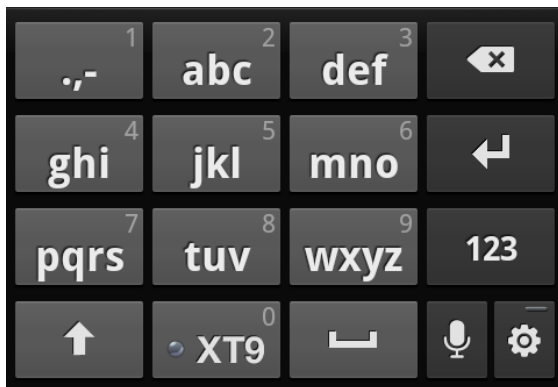 1 2 3
.,- abc def
4 5 6
ghi jkl mno
7 8 9
pqrs tuv wxyz 123
0
XT9